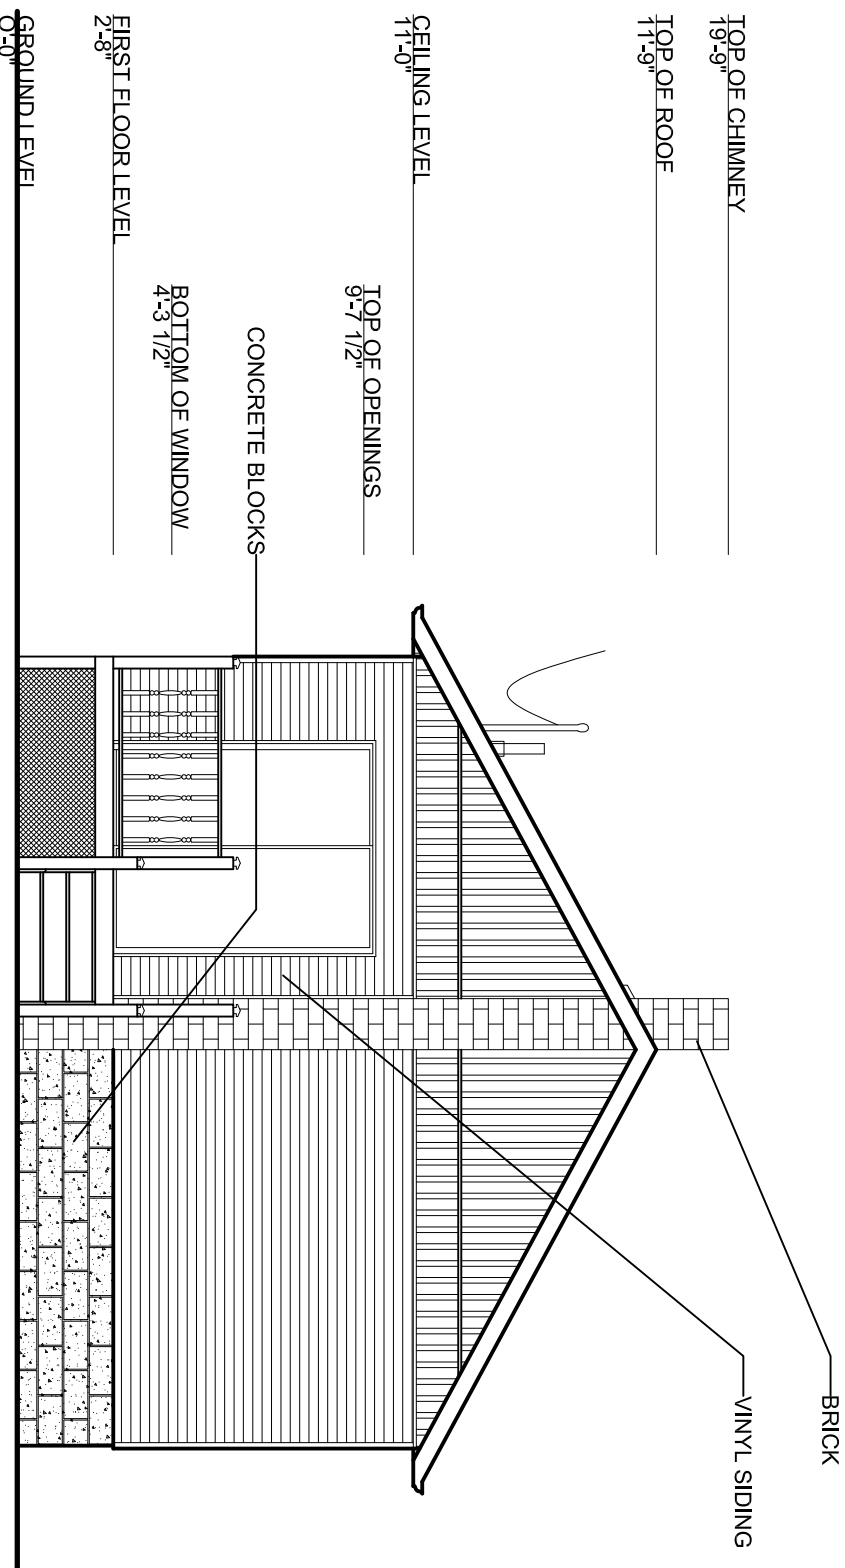 TOP OF CHIMNEY
19'-9"
TOP OF ROOF
11'-9"
CEILING LEVEL
11'-0"
TOP OF OPENINGS
9'-7 1/2"
CONCRETE BLOCKS
BOTTOM OF WINDOW
4'-3 1/2"
FIRST FLOOR LEVEL
2'-8"
GROUND LEVEL
0'-0"
BRICK
VINYL SIDING